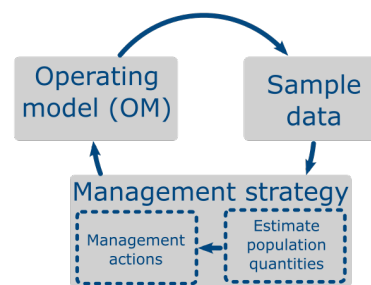 Operating
model (OM)
Sample
data
Management strategy
Management
actions
Estimate
population
quantities